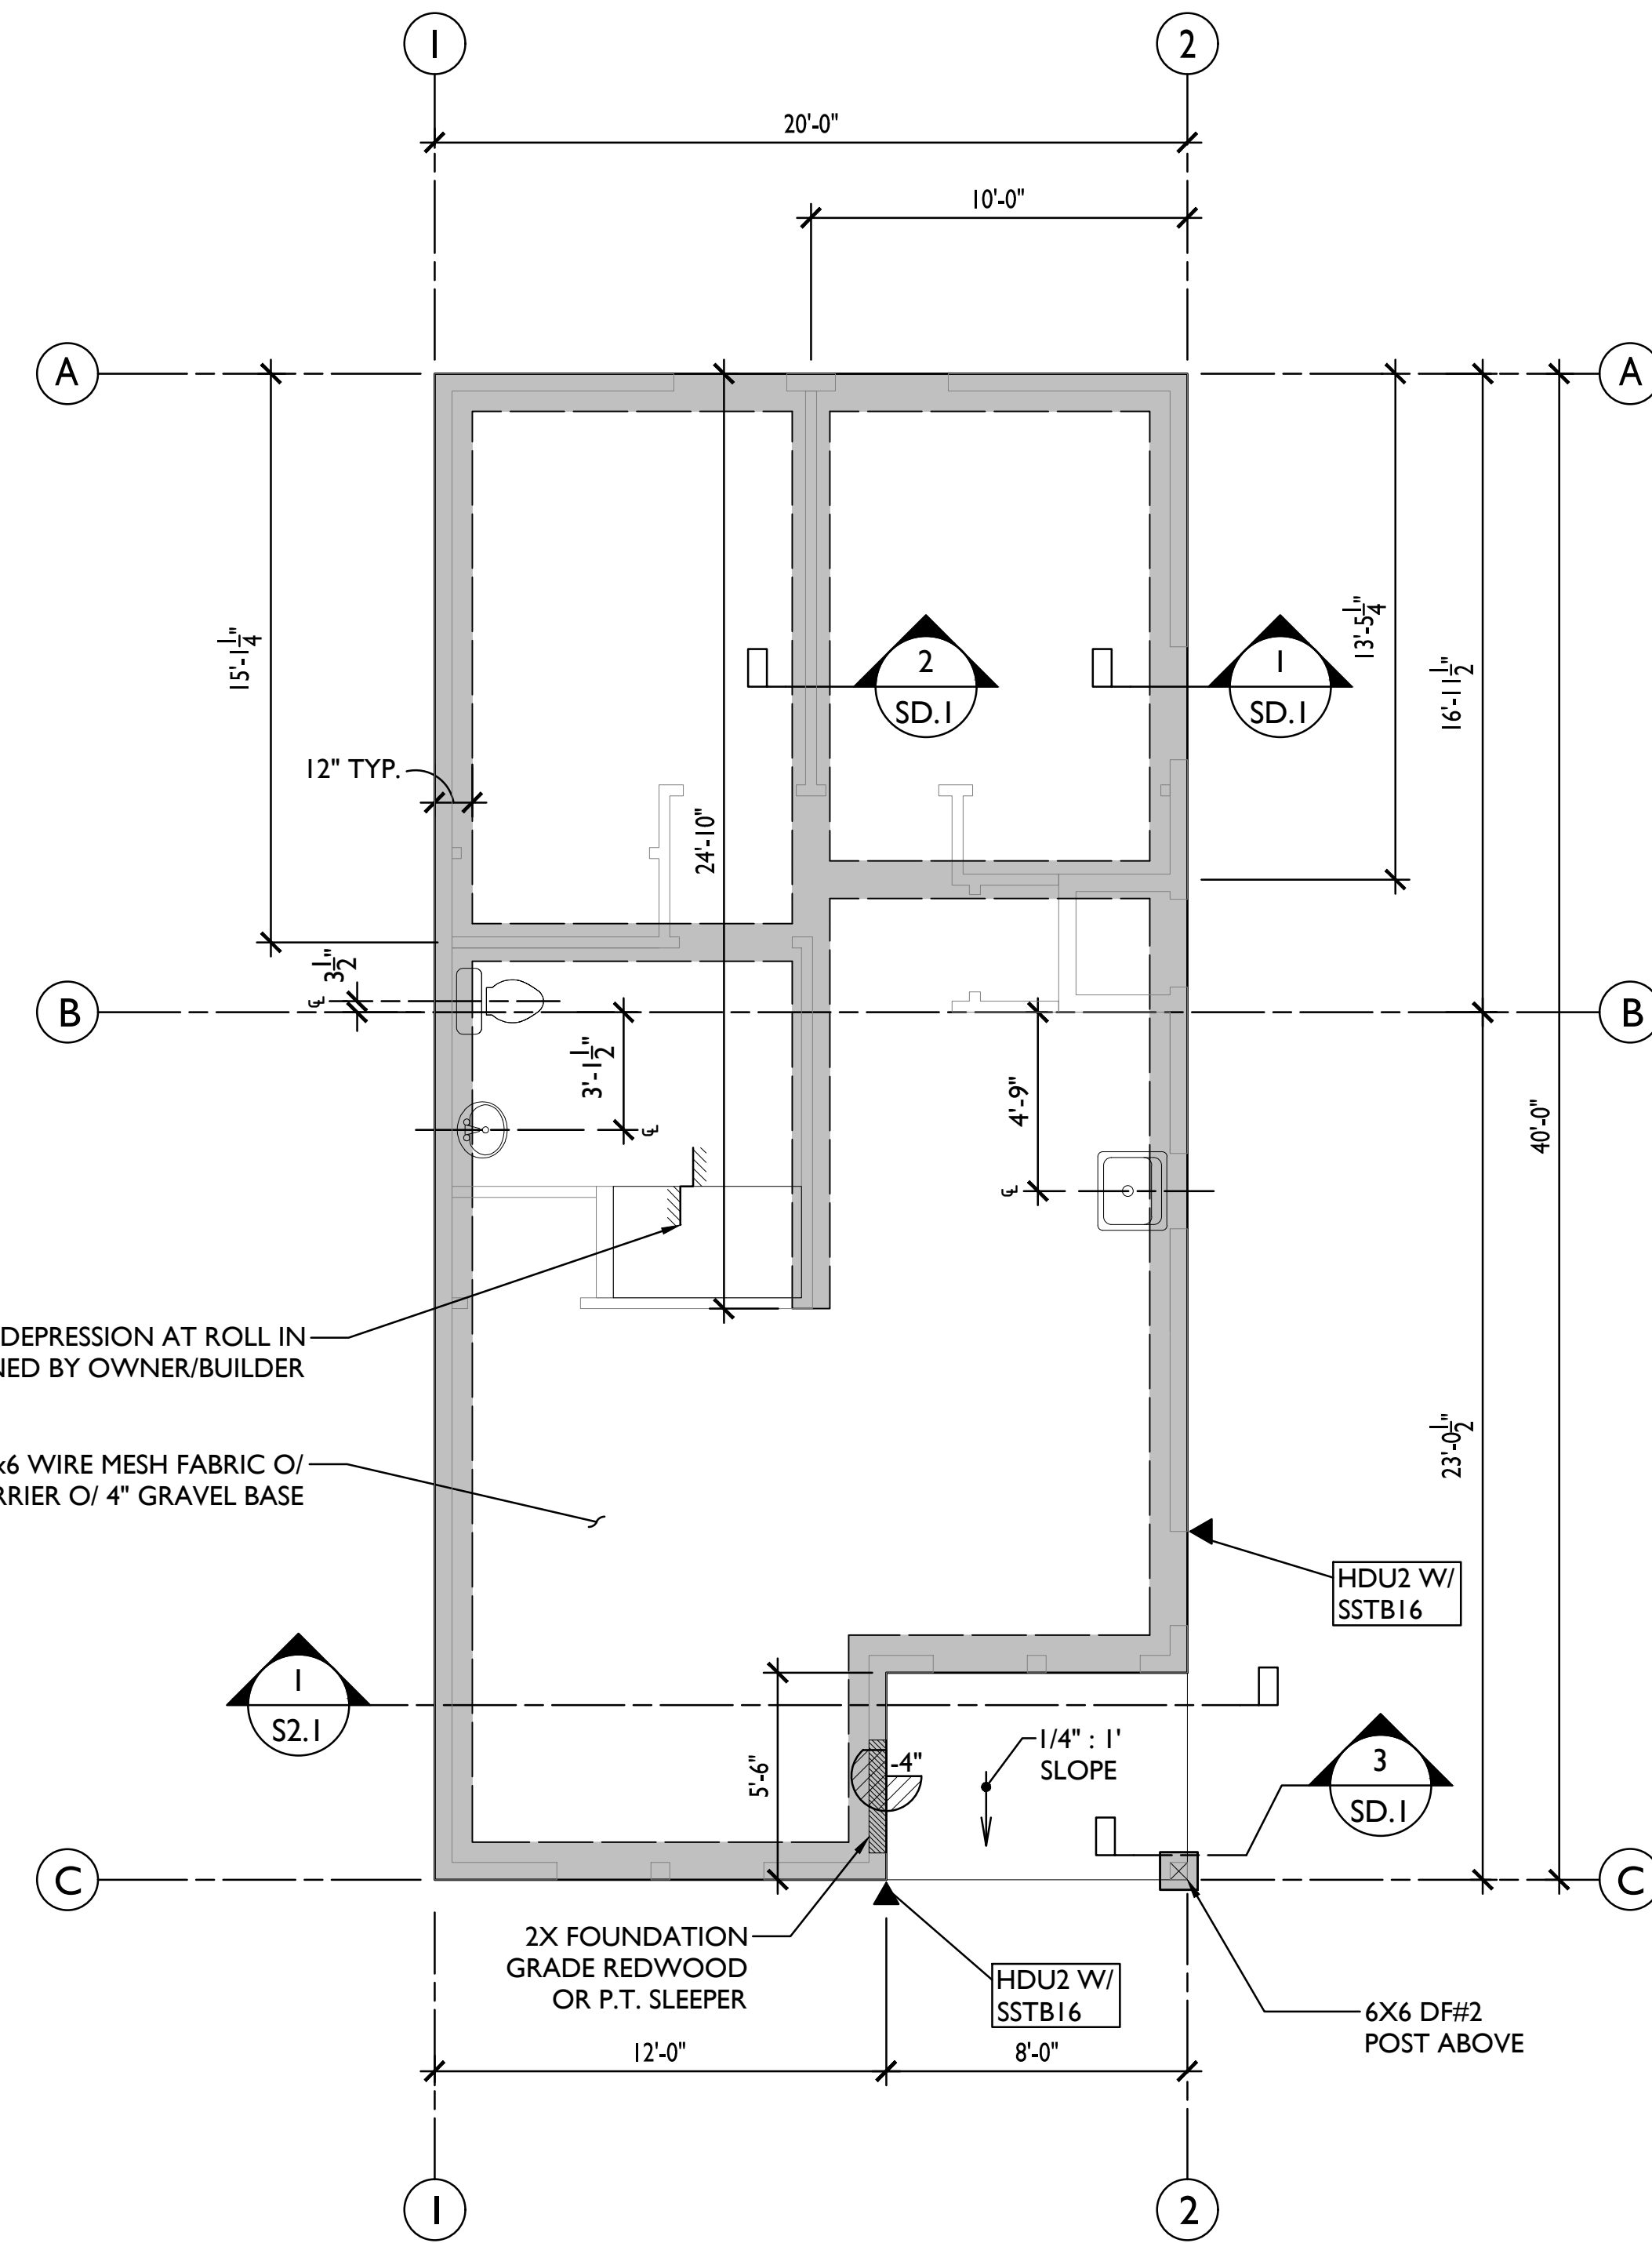 1
2
20'-0"
10'-0"
A
A
15'-1 1/4"
13'-5 1/4"
16'-11 1/2"
2
SD.1
1
SD.1
12" TYP.
24'-10"
3 1/2"
℄
B
B
3'-1 1/2"
℄
4'-9"
℄
40'-0"
DEPRESSION AT ROLL IN
NED BY OWNER/BUILDER
x6 WIRE MESH FABRIC O/
RRIER O/ 4" GRAVEL BASE
23'-0 1/2"
HDU2 W/
SSTB16
1
S2.1
5'-6"
-4"
1/4" : 1'
SLOPE
3
SD.1
C
C
2X FOUNDATION
GRADE REDWOOD
OR P.T. SLEEPER
HDU2 W/
SSTB16
6X6 DF#2
POST ABOVE
12'-0"
8'-0"
1
2